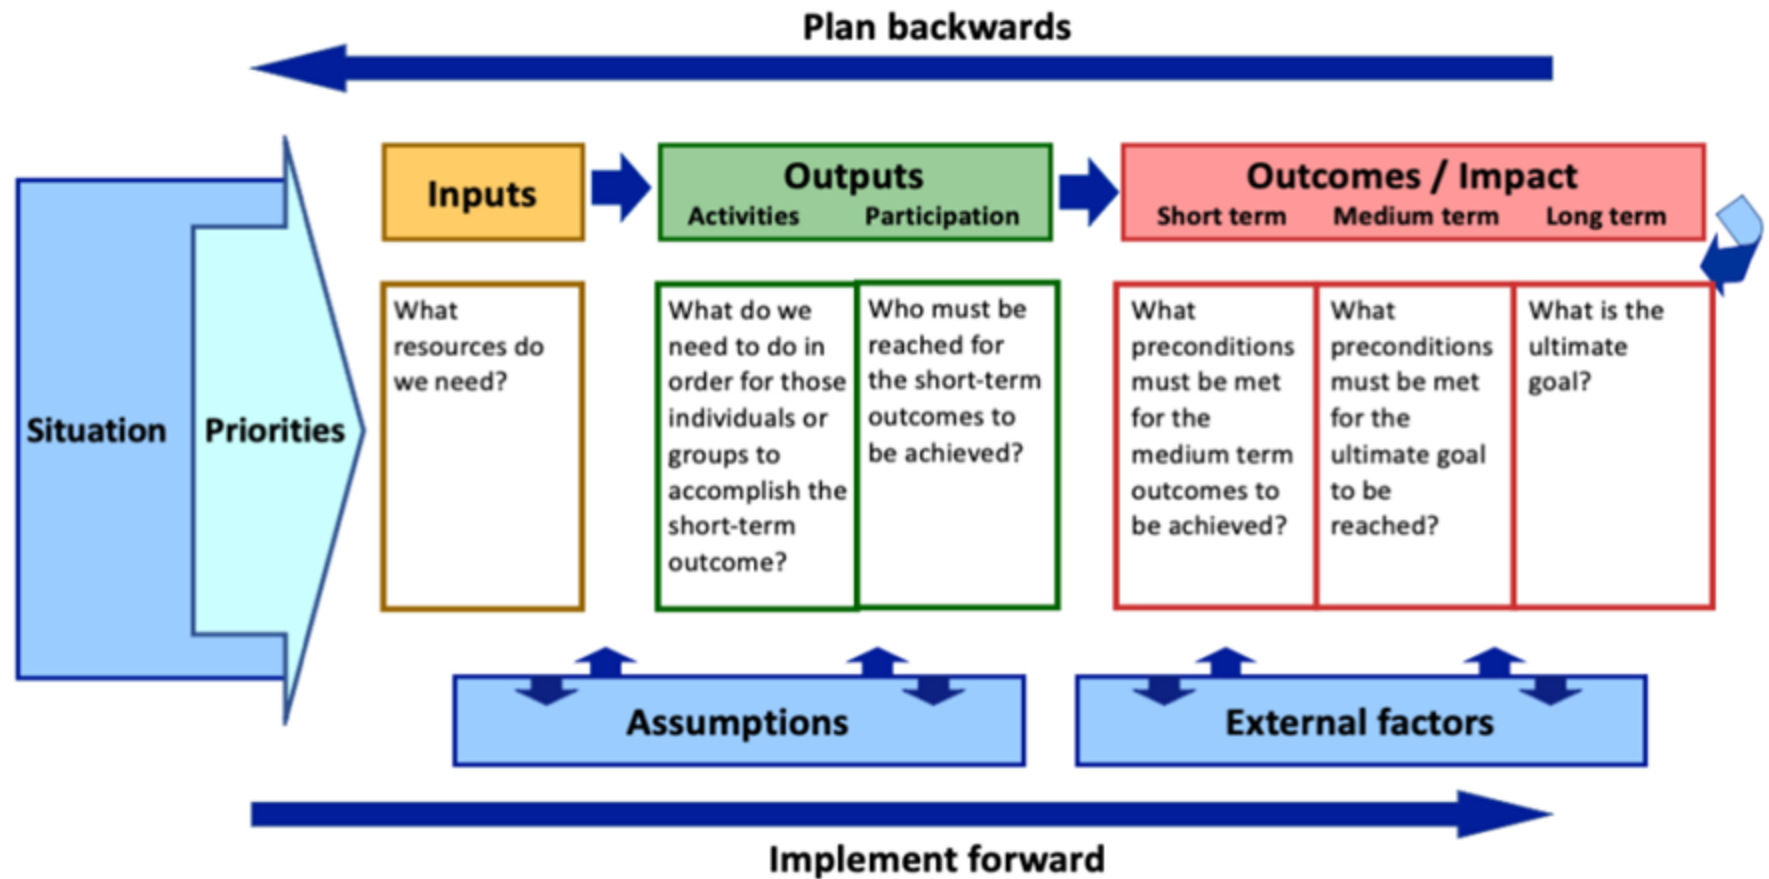 Plan backwards
Inputs
Outputs
Activities Participation
Outcomes / Impact
Short term Medium term Long term
Situation
Priorities
What
resources do
we need?
What do we
need to do in
order for those
individuals or
groups to
accomplish the
short-term
outcome?
Who must be
reached for
the short-term
outcomes to
be achieved?
What
preconditions
must be met
for the
medium term
outcomes to
be achieved?
What
preconditions
must be met
for the
ultimate goal
to be
reached?
What is the
ultimate
goal?
Assumptions
External factors
Implement forward